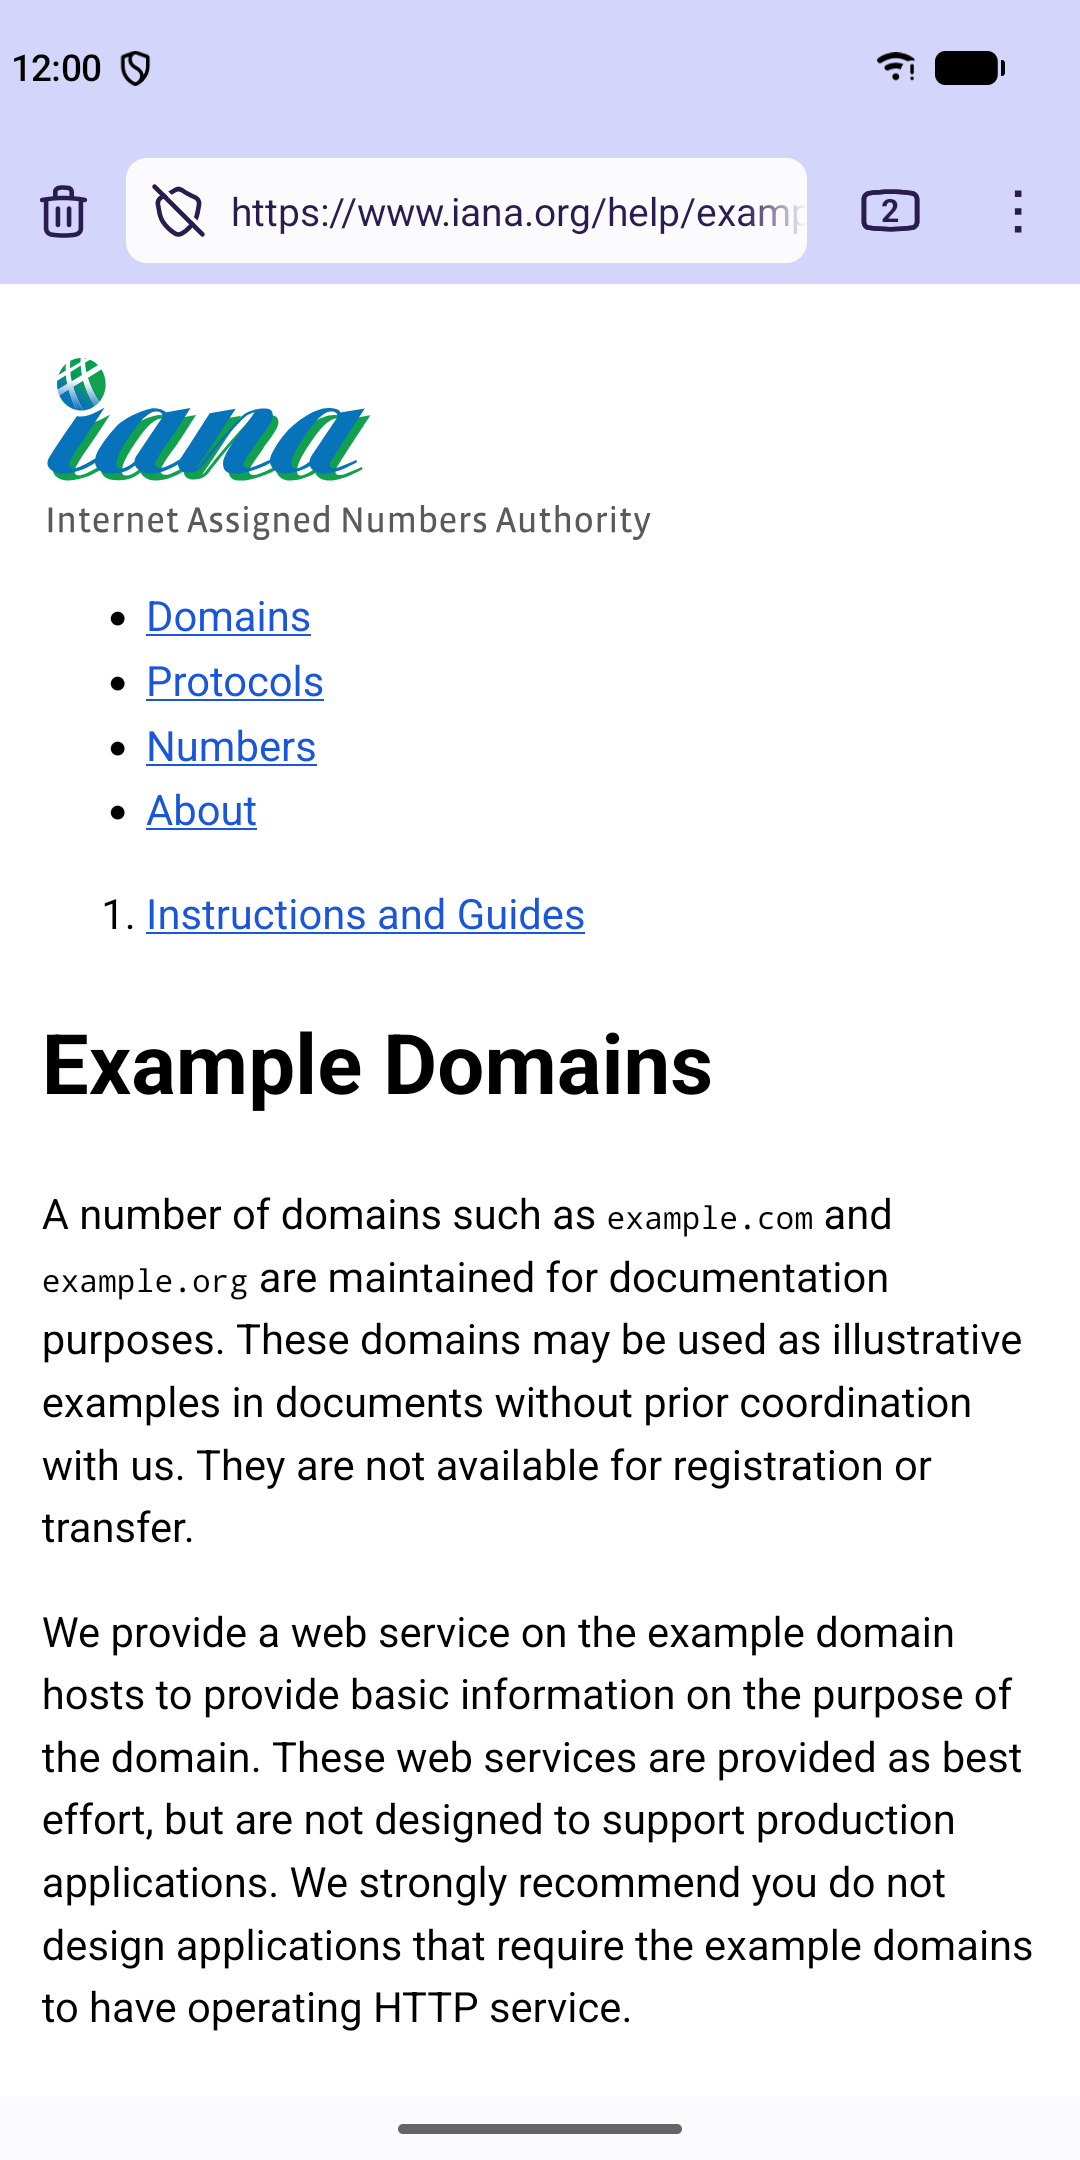 12:00
https://www.iana.org/help/examp
2
iana
Internet Assigned Numbers Authority
Domains
Protocols
Numbers
About
1. Instructions and Guides
Example Domains
A number of domains such as example.com and
example.org are maintained for documentation
purposes. These domains may be used as illustrative
examples in documents without prior coordination
with us. They are not available for registration or
transfer.
We provide a web service on the example domain
hosts to provide basic information on the purpose of
the domain. These web services are provided as best
effort, but are not designed to support production
applications. We strongly recommend you do not
design applications that require the example domains
to have operating HTTP service.